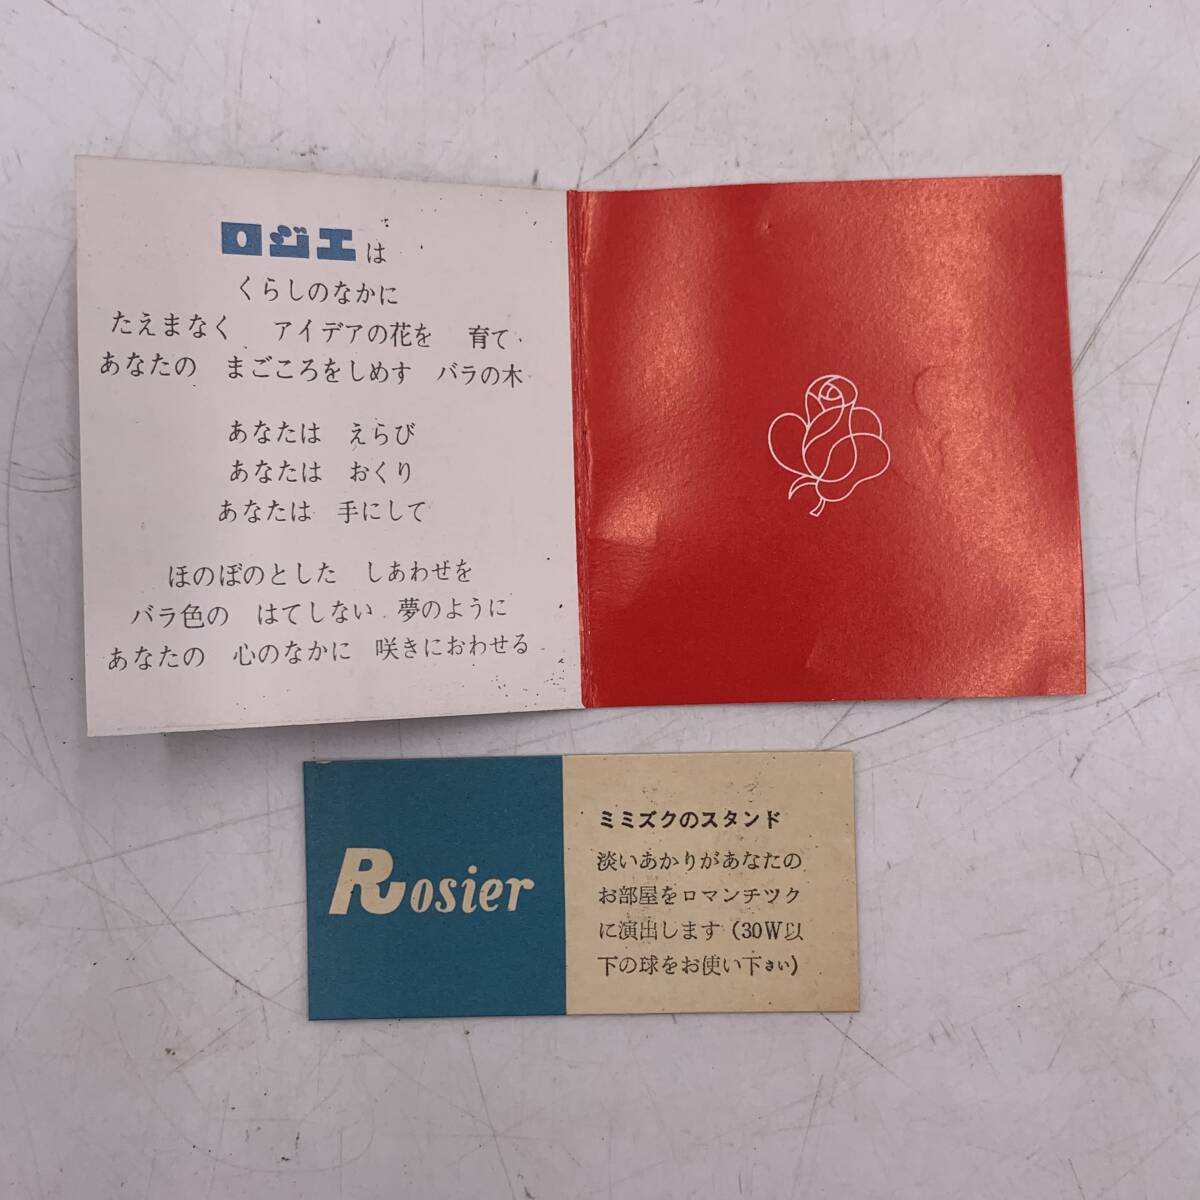 ロジエは
くらしのなかに
たえまなく アイデアの花を 育て
あなたの まごころをしめす バラの木
あなたは えらび
あなたは おくり
あなたは 手にして
ほのぼのとした しあわせを
バラ色の はてしない 夢のように
あなたの 心のなかに 咲きにおわせる
Rosier
ミミズクのスタンド
淡いあかりがあなたの
お部屋をロマンチツク
に演出します (30W以
下の球をお使い下さい)